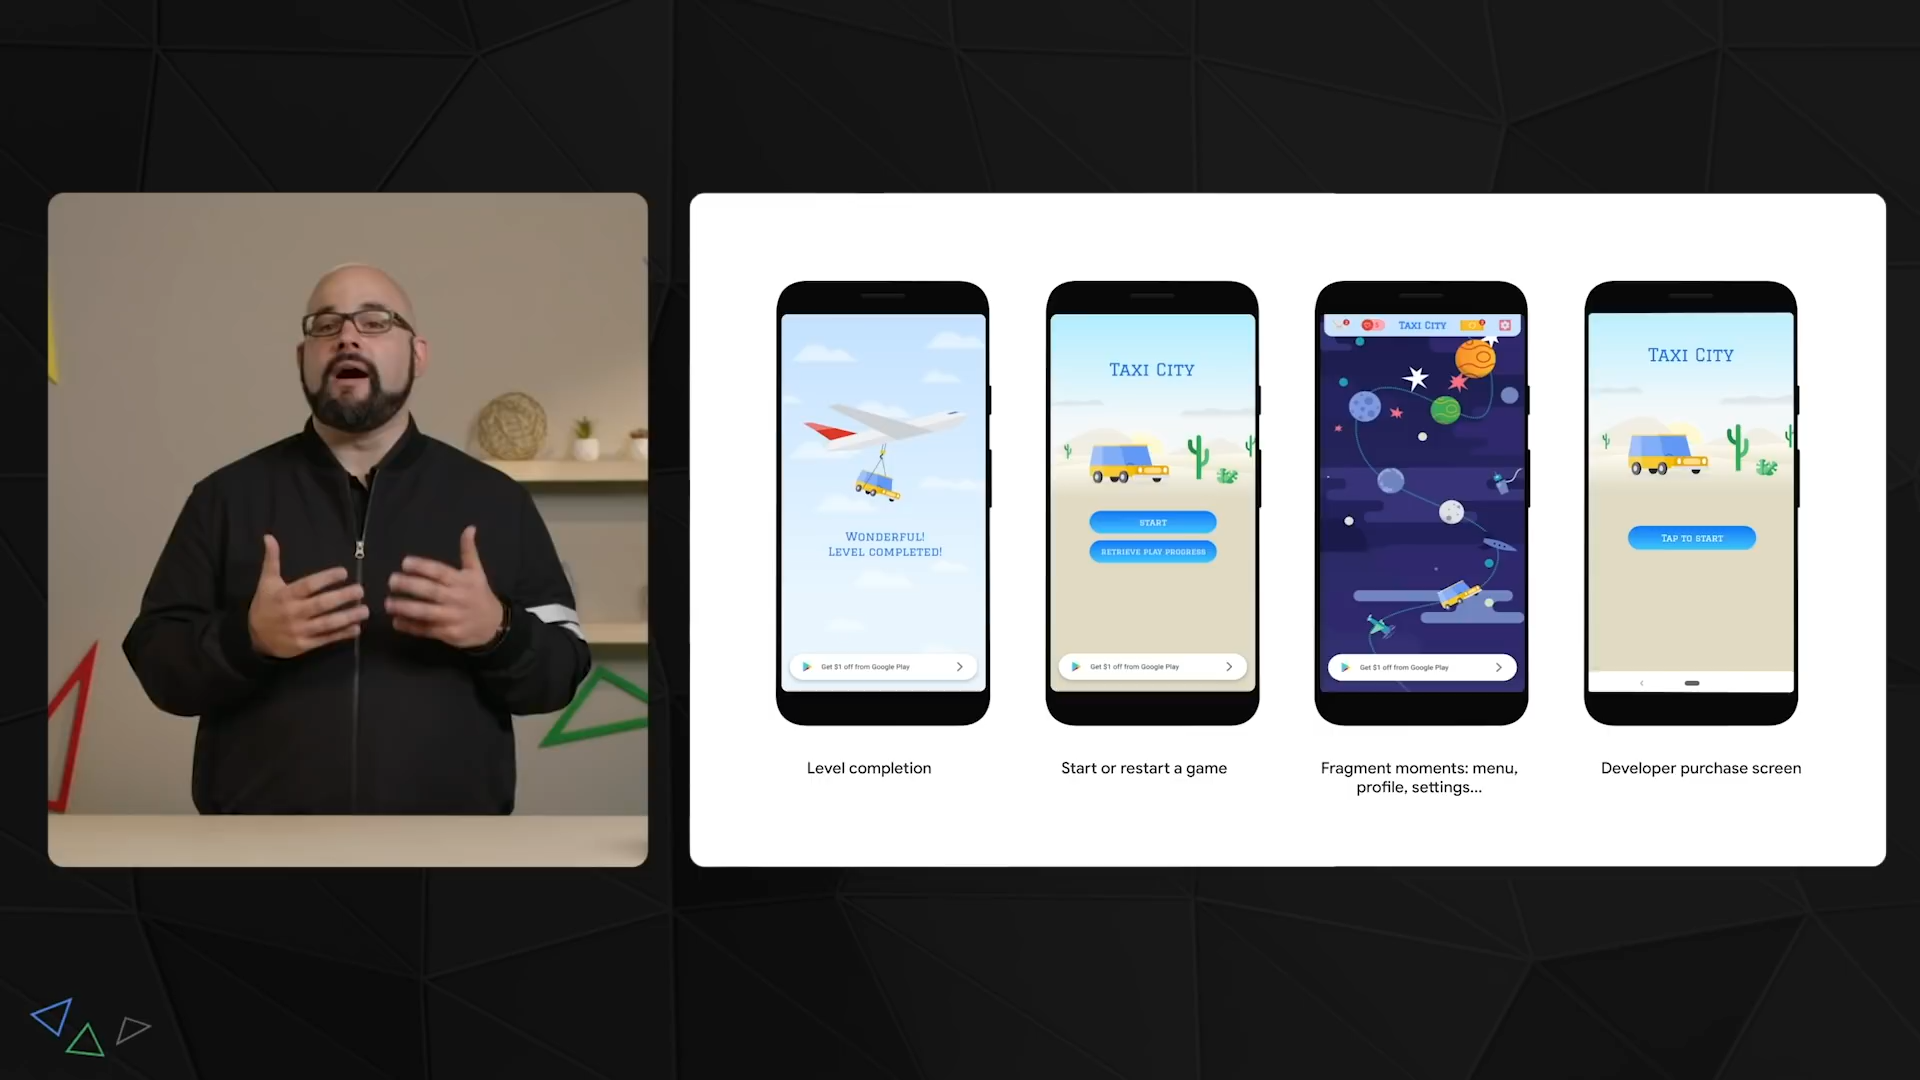 WONDERFUL!
LEVEL COMPLETED!
Get $1 off from Google Play
Level completion
TAXI CITY
START
RETRIEVE PLAY PROGRESS
Get $1 off from Google Play
Start or restart a game
TAXI CITY
Get $1 off from Google Play
Fragment moments: menu,
profile, settings...
TAXI CITY
TAP TO START
Developer purchase screen